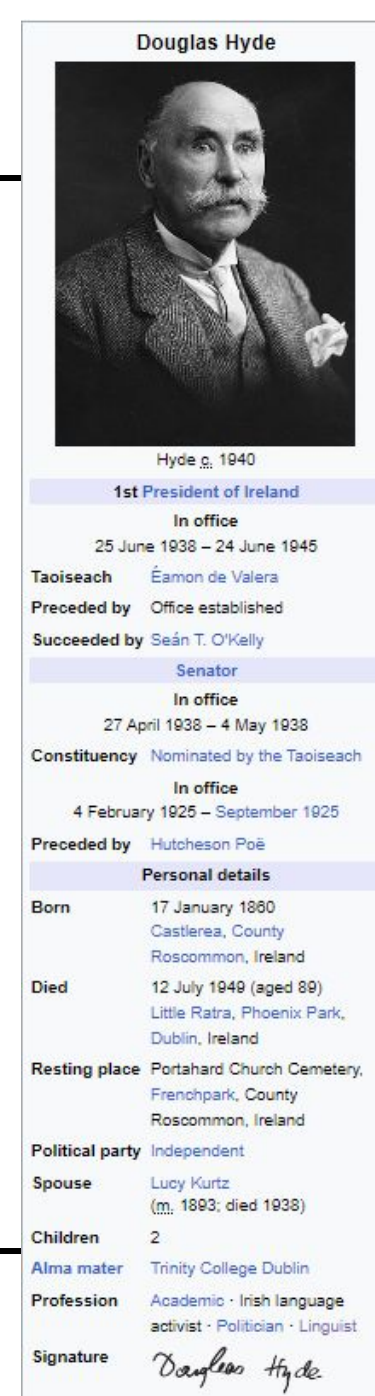 Douglas Hyde
Hyde c. 1940
1st President of Ireland
In office
25 June 1938 – 24 June 1945
Taoiseach Éamon de Valera
Preceded by Office established
Succeeded by Seán T. O'Kelly
Senator
In office
27 April 1938 – 4 May 1938
Constituency Nominated by the Taoiseach
In office
4 February 1925 – September 1925
Preceded by Hutcheson Poë
Personal details
Born 17 January 1860
Castlerea, County
Roscommon, Ireland
Died 12 July 1949 (aged 89)
Little Ratra, Phoenix Park,
Dublin, Ireland
Resting place Portahard Church Cemetery,
Frenchpark, County
Roscommon, Ireland
Political party Independent
Spouse Lucy Kurtz
(m. 1893; died 1938)
Children 2
Alma mater Trinity College Dublin
Profession Academic · Irish language
activist · Politician · Linguist
Signature Douglas Hyde